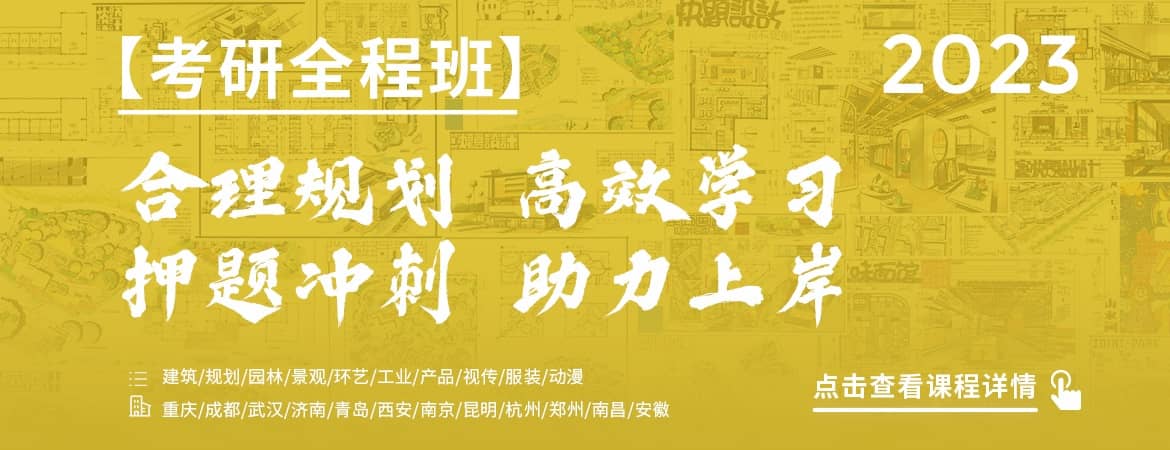 【考研全程班】
2023
合理规划 高效学习
押题冲刺 助力上岸
建筑/规划/园林/景观/环艺/工业/产品/视传/服装/动漫
重庆/成都/武汉/济南/青岛/西安/南京/昆明/杭州/郑州/南昌/安徽
点击查看课程详情